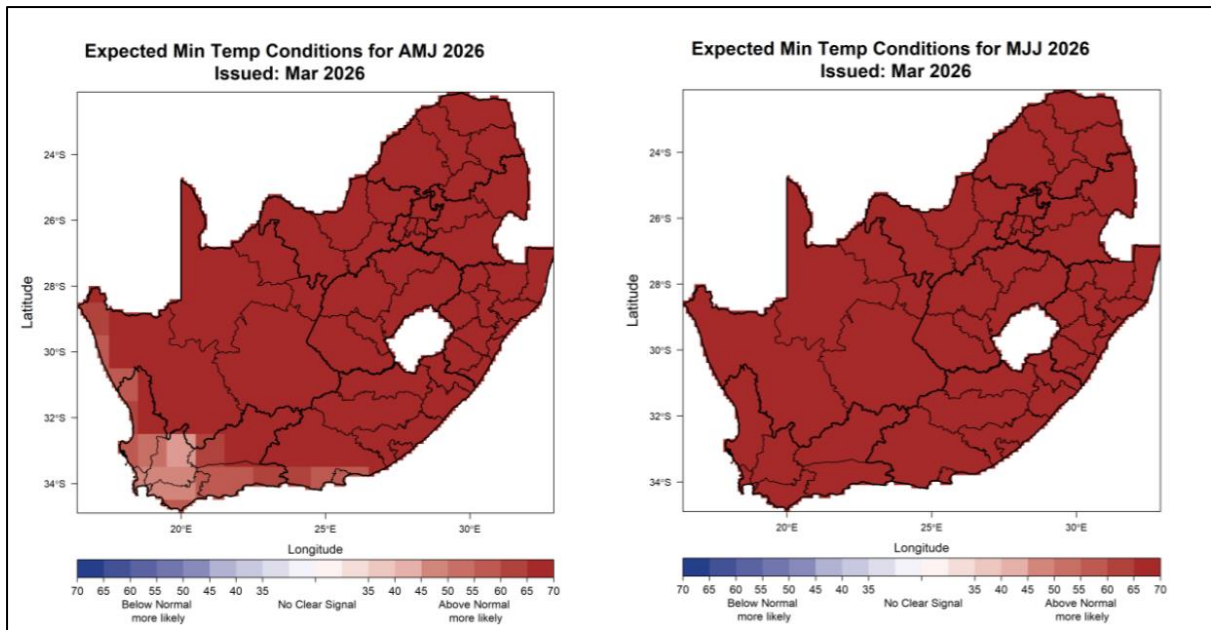 Expected Min Temp Conditions for AMJ 2026
Issued: Mar 2026
24°S
26°S
28°S
30°S
32°S
34°S
Latitude
20°E
25°E
30°E
Longitude
70 65 60 55 50 45 40 35 35 40 45 50 55 60 65 70
Below Normal
more likely
No Clear Signal
Above Normal
more likely
Expected Min Temp Conditions for MJJ 2026
Issued: Mar 2026
24°S
26°S
28°S
30°S
32°S
34°S
Latitude
20°E
25°E
30°E
Longitude
70 65 60 55 50 45 40 35 35 40 45 50 55 60 65 70
Below Normal
more likely
No Clear Signal
Above Normal
more likely